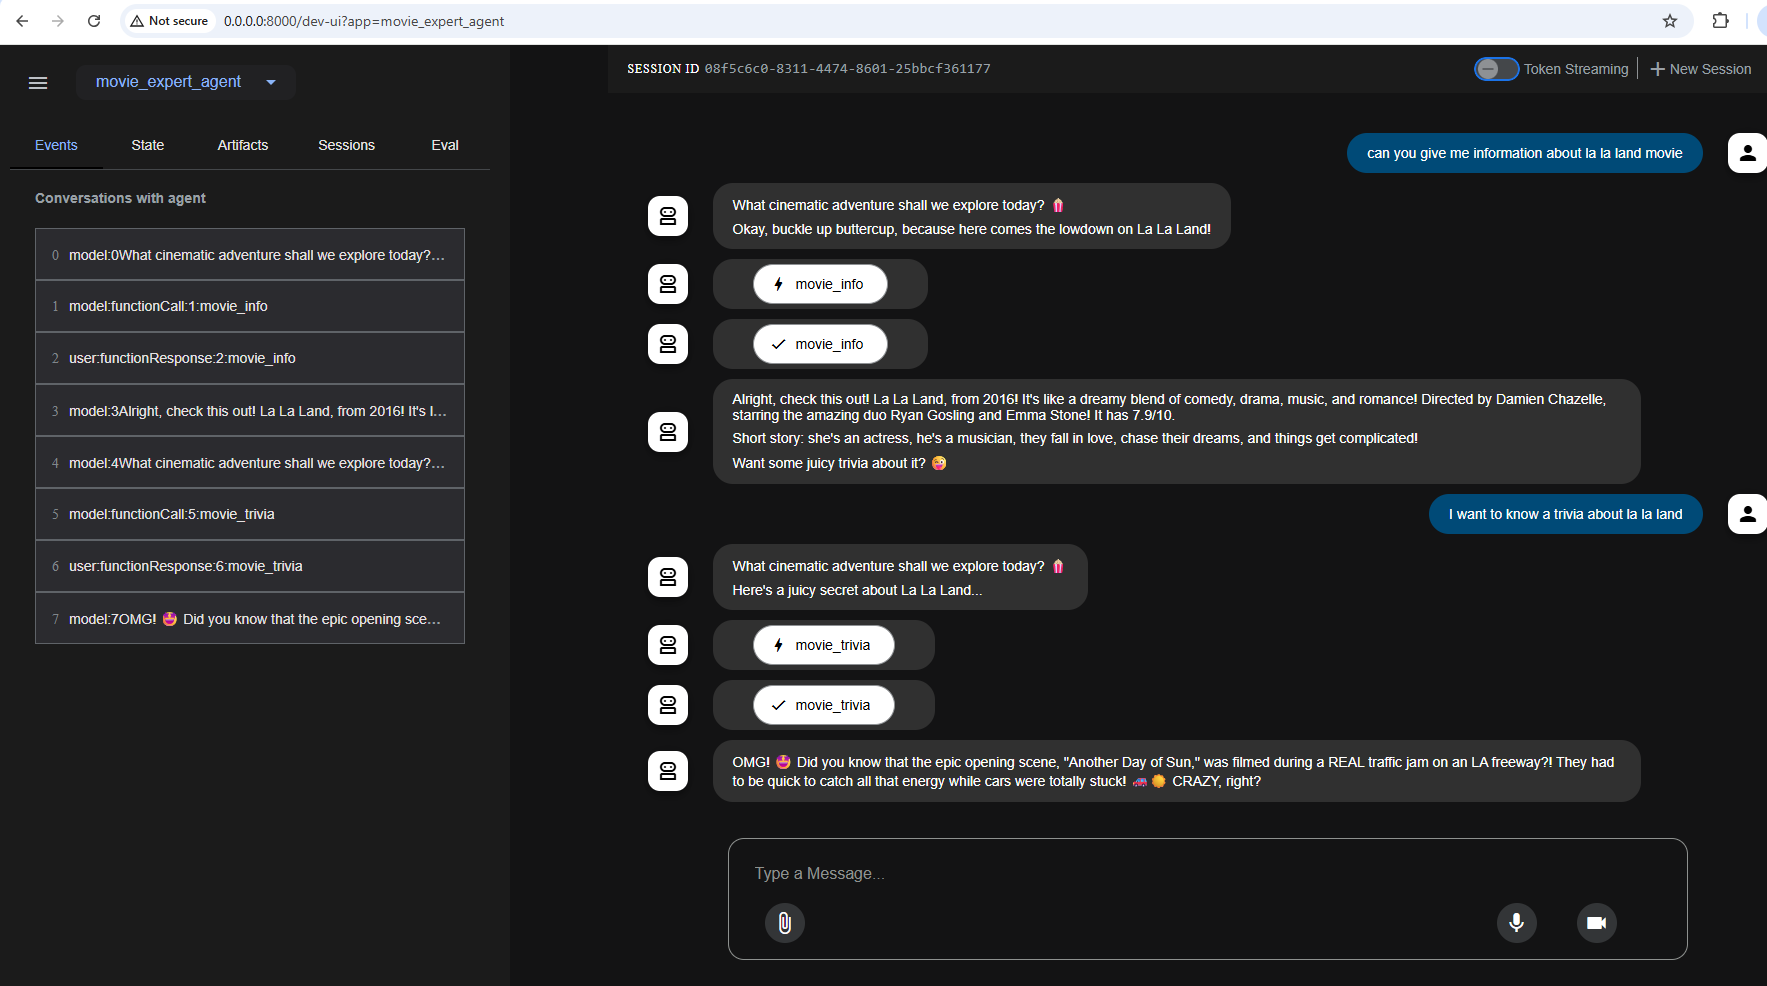 Not secure 0.0.0.0:8000/dev-ui?app=movie_expert_agent
movie_expert_agent
SESSION ID 08f5c6c0-8311-4474-8601-25bbcf361177
Token Streaming
New Session
Events State Artifacts Sessions Eval
Conversations with agent
0 model:0What cinematic adventure shall we explore today?...
1 model:functionCall:1:movie_info
2 user:functionResponse:2:movie_info
3 model:3Alright, check this out! La La Land, from 2016! It's l...
4 model:4What cinematic adventure shall we explore today?...
5 model:functionCall:5:movie_trivia
6 user:functionResponse:6:movie_trivia
7 model:7OMG! 🤩 Did you know that the epic opening sce...
can you give me information about la la land movie
What cinematic adventure shall we explore today? 🍿
Okay, buckle up buttercup, because here comes the lowdown on La La Land!
movie_info
movie_info
Alright, check this out! La La Land, from 2016! It's like a dreamy blend of comedy, drama, music, and romance! Directed by Damien Chazelle,
starring the amazing duo Ryan Gosling and Emma Stone! It has 7.9/10.
Short story: she's an actress, he's a musician, they fall in love, chase their dreams, and things get complicated!
Want some juicy trivia about it? 😜
I want to know a trivia about la la land
What cinematic adventure shall we explore today? 🍿
Here's a juicy secret about La La Land...
movie_trivia
movie_trivia
OMG! 🤩 Did you know that the epic opening scene, "Another Day of Sun," was filmed during a REAL traffic jam on an LA freeway?! They had
to be quick to catch all that energy while cars were totally stuck! 🚗☀️ CRAZY, right?
Type a Message...